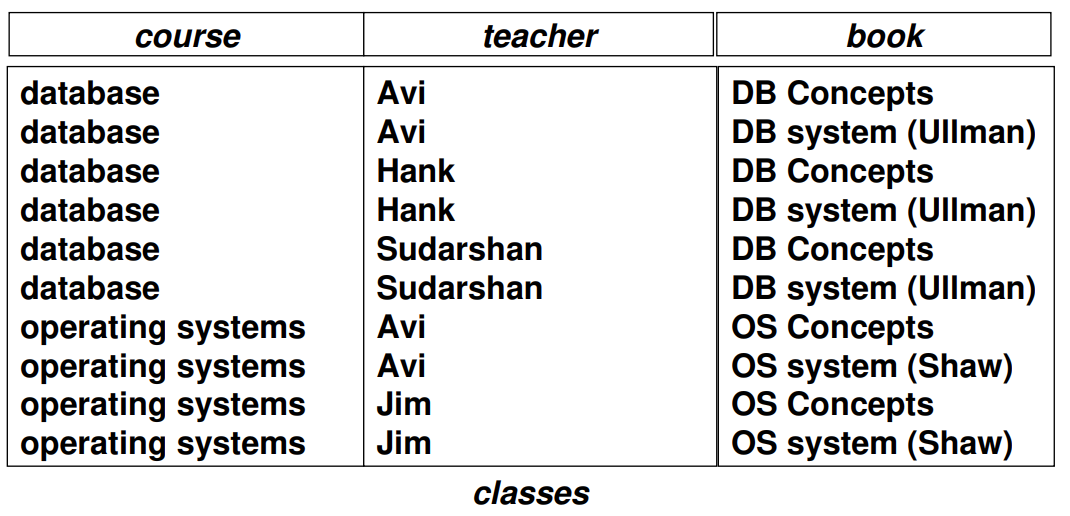 course teacher book
database Avi DB Concepts
database Avi DB system (Ullman)
database Hank DB Concepts
database Hank DB system (Ullman)
database Sudarshan DB Concepts
database Sudarshan DB system (Ullman)
operating systems Avi OS Concepts
operating systems Avi OS system (Shaw)
operating systems Jim OS Concepts
operating systems Jim OS system (Shaw)
classes